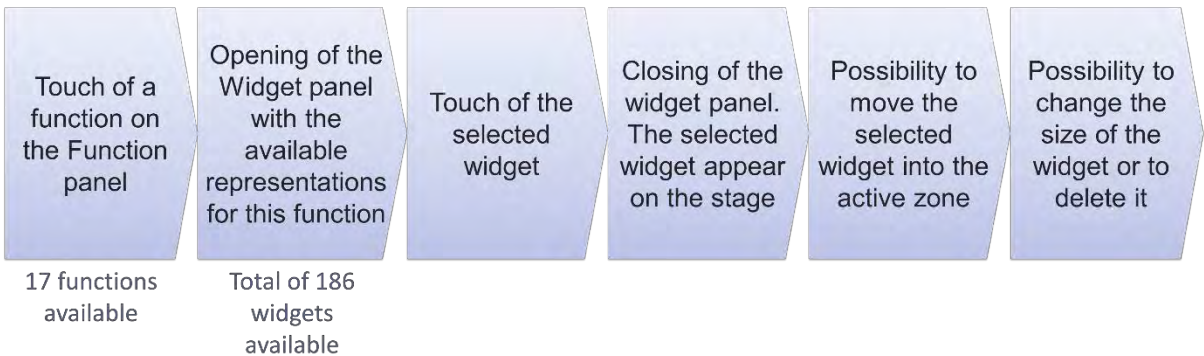 Touch of a
function on
the Function
panel
Opening of the
Widget panel
with the
available
representations
for this function
Touch of the
selected
widget
Closing of the
widget panel.
The selected
widget appear
on the stage
Possibility to
move the
selected
widget into the
active zone
Possibility to
change the
size of the
widget or to
delete it
17 functions
available
Total of 186
widgets
available